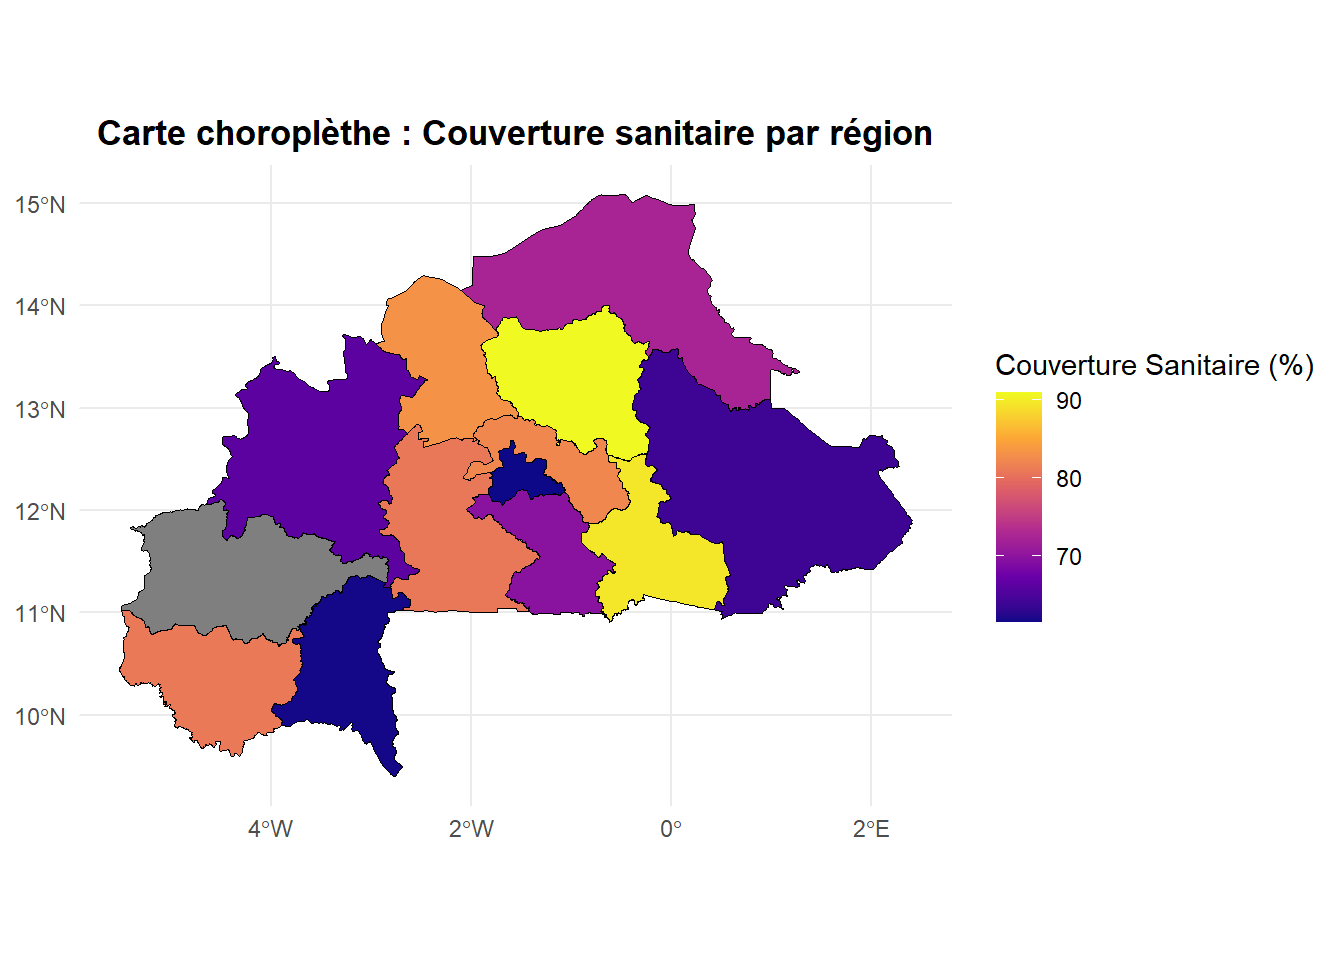 Carte choroplèthe : Couverture sanitaire par région
15°N
14°N
13°N
12°N
11°N
10°N
4°W
2°W
0°
2°E
Couverture Sanitaire (%)
90
80
70